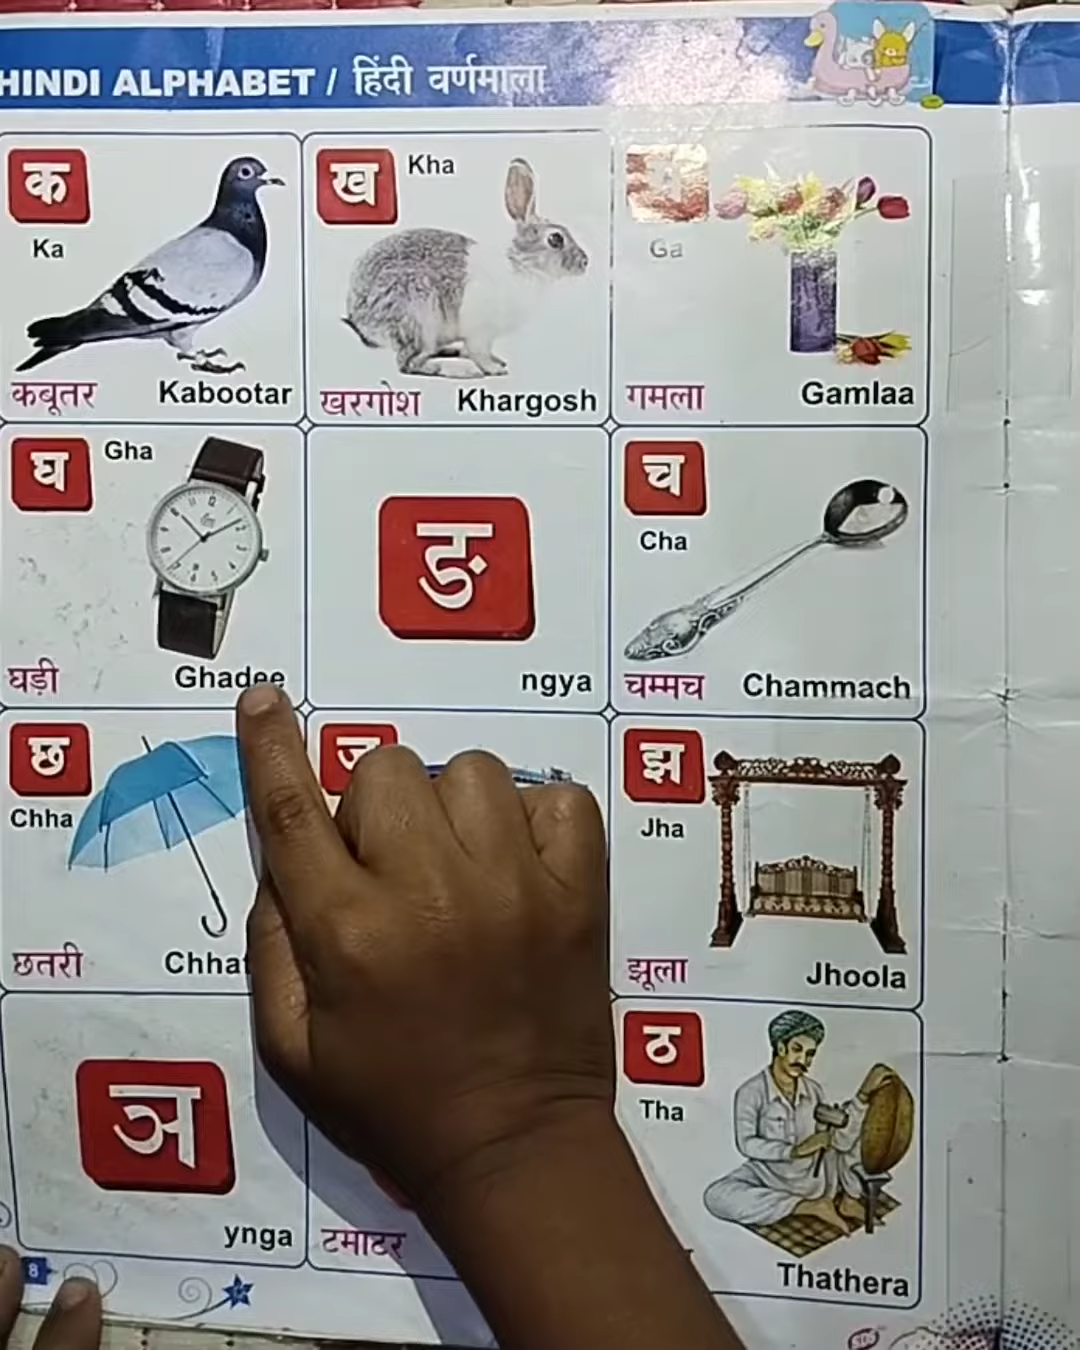 HINDI ALPHABET / हिंदी वर्णमाला
क
Ka
कबूतर Kabootar
ख Kha
खरगोश Khargosh
Ga
गमला Gamlaa
घ Gha
घड़ी Ghadee
ङ
ngya
च
Cha
चम्मच Chammach
छ
Chha
छतरी
ज
झ
Jha
झूला Jhoola
ञ
ynga
टमाटर
ठ
Tha
Thathera
8